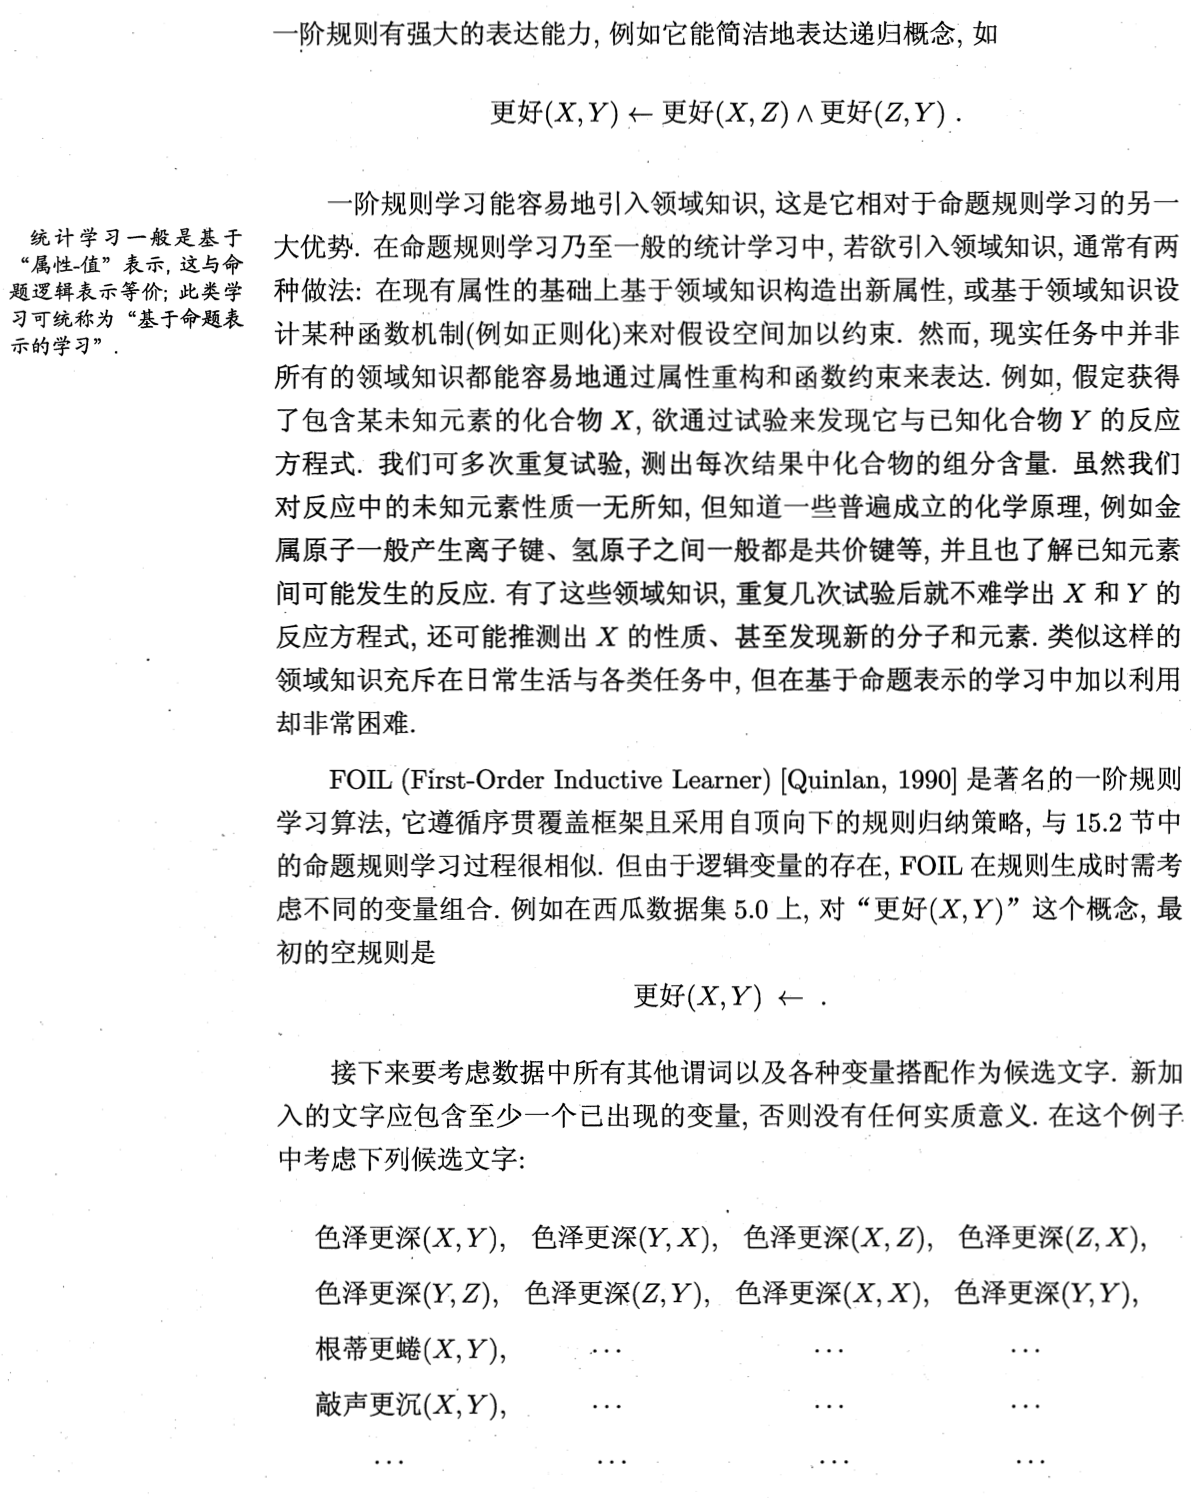 一阶规则有强大的表达能力, 例如它能简洁地表达递归概念, 如
更好(X, Y) ← 更好(X, Z) ∧ 更好(Z, Y) .
一阶规则学习能容易地引入领域知识, 这是它相对于命题规则学习的另一
大优势. 在命题规则学习乃至一般的统计学习中, 若欲引入领域知识, 通常有两
种做法: 在现有属性的基础上基于领域知识构造出新属性, 或基于领域知识设
计某种函数机制(例如正则化)来对假设空间加以约束. 然而, 现实任务中并非
所有的领域知识都能容易地通过属性重构和函数约束来表达. 例如, 假定获得
了包含某未知元素的化合物 X, 欲通过试验来发现它与已知化合物 Y 的反应
方程式. 我们可多次重复试验, 测出每次结果中化合物的组分含量. 虽然我们
对反应中的未知元素性质一无所知, 但知道一些普遍成立的化学原理, 例如金
属原子一般产生离子键、氢原子之间一般都是共价键等, 并且也了解已知元素
间可能发生的反应. 有了这些领域知识, 重复几次试验后就不难学出 X 和 Y 的
反应方程式, 还可能推测出 X 的性质、甚至发现新的分子和元素. 类似这样的
领域知识充斥在日常生活与各类任务中, 但在基于命题表示的学习中加以利用
却非常困难.
统计学习一般是基于
“属性-值” 表示, 这与命
题逻辑表示等价; 此类学
习可统称为 “基于命题表
示的学习” .
FOIL (First-Order Inductive Learner) [Quinlan, 1990] 是著名的一阶规则
学习算法, 它遵循序贯覆盖框架且采用自顶向下的规则归纳策略, 与 15.2 节中
的命题规则学习过程很相似. 但由于逻辑变量的存在, FOIL 在规则生成时需考
虑不同的变量组合. 例如在西瓜数据集 5.0 上, 对 “更好(X, Y)” 这个概念, 最
初的空规则是
更好(X, Y) ← .
接下来要考虑数据中所有其他谓词以及各种变量搭配作为候选文字. 新加
入的文字应包含至少一个已出现的变量, 否则没有任何实质意义. 在这个例子
中考虑下列候选文字:
色泽更深(X, Y), 色泽更深(Y, X), 色泽更深(X, Z), 色泽更深(Z, X),
色泽更深(Y, Z), 色泽更深(Z, Y), 色泽更深(X, X), 色泽更深(Y, Y),
根蒂更蜷(X, Y), ··· ··· ···
敲声更沉(X, Y), ··· ··· ···
··· ··· ··· ···